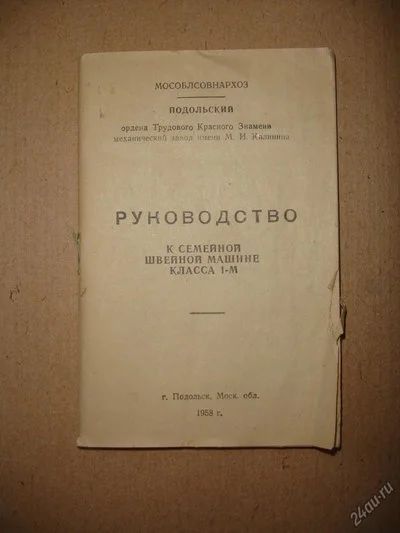 МОСОБЛСОВНАРХОЗ
ПОДОЛЬСКИЙ
ордена Трудового Красного Знамени
механический завод имени М. И. Калинина
РУКОВОДСТВО
К СЕМЕЙНОЙ
ШВЕЙНОЙ МАШИНЕ
КЛАССА 1-М
г. Подольск, Моск. обл.
1958 г.
24au.ru